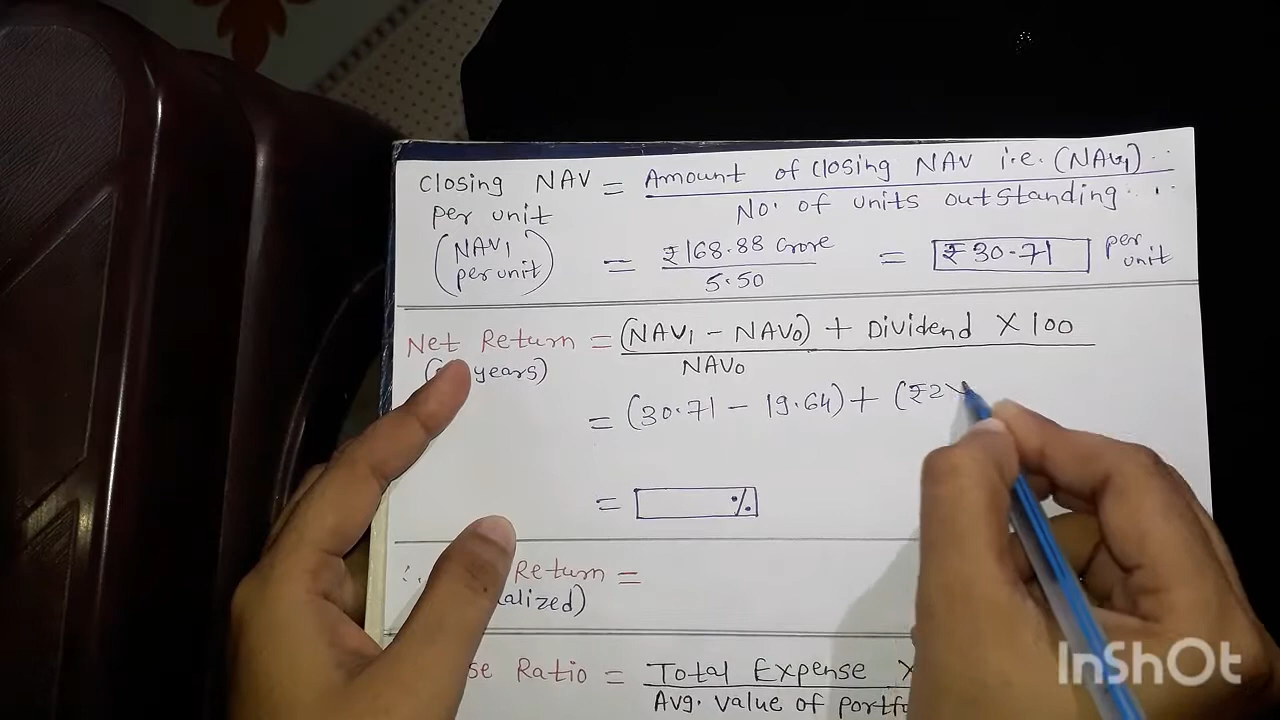 Closing NAV = Amount of closing NAV i.e. (NAV₁)
per unit No. of units outstanding
(NAV₁ per unit) = ₹168.88 Crore / 5.50 = ₹30.71 per unit
Net Return = (NAV₁ - NAV₀) + Dividend X 100
years) NAV₀
= (30.71 - 19.64) + (₹2X
= %
∴ Return =
alized)
se Ratio = Total Expense X
Avg. value of portfo
InShOt